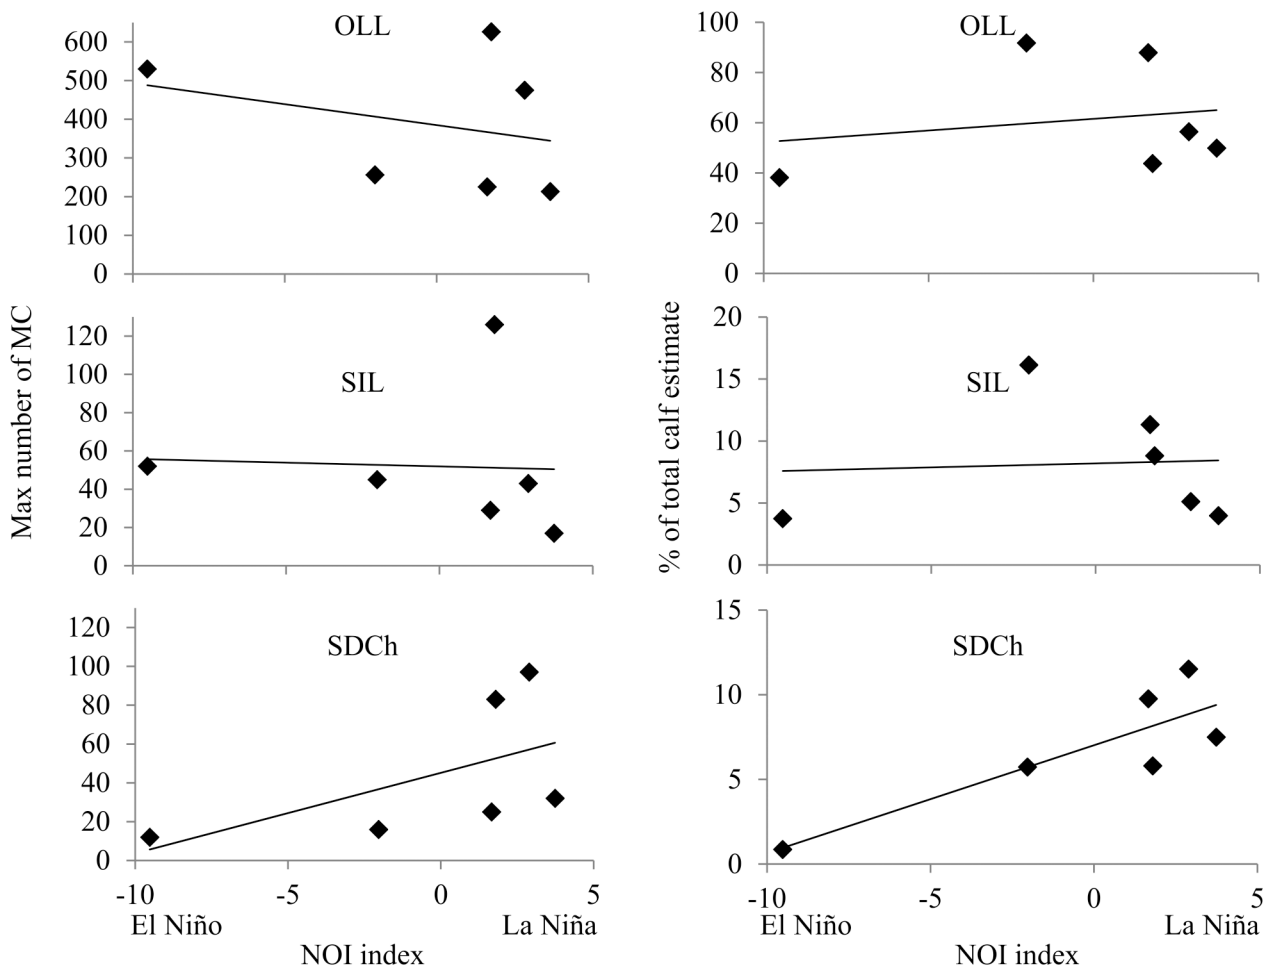 OLL
600
500
400
300
200
100
0
OLL
100
80
60
40
20
0
Max number of MC
SIL
120
100
80
60
40
20
0
% of total calf estimate
SIL
20
15
10
5
0
SDCh
120
100
80
60
40
20
0
-10 -5 0 5
El Niño La Niña
NOI index
SDCh
15
10
5
0
-10 -5 0 5
El Niño La Niña
NOI index